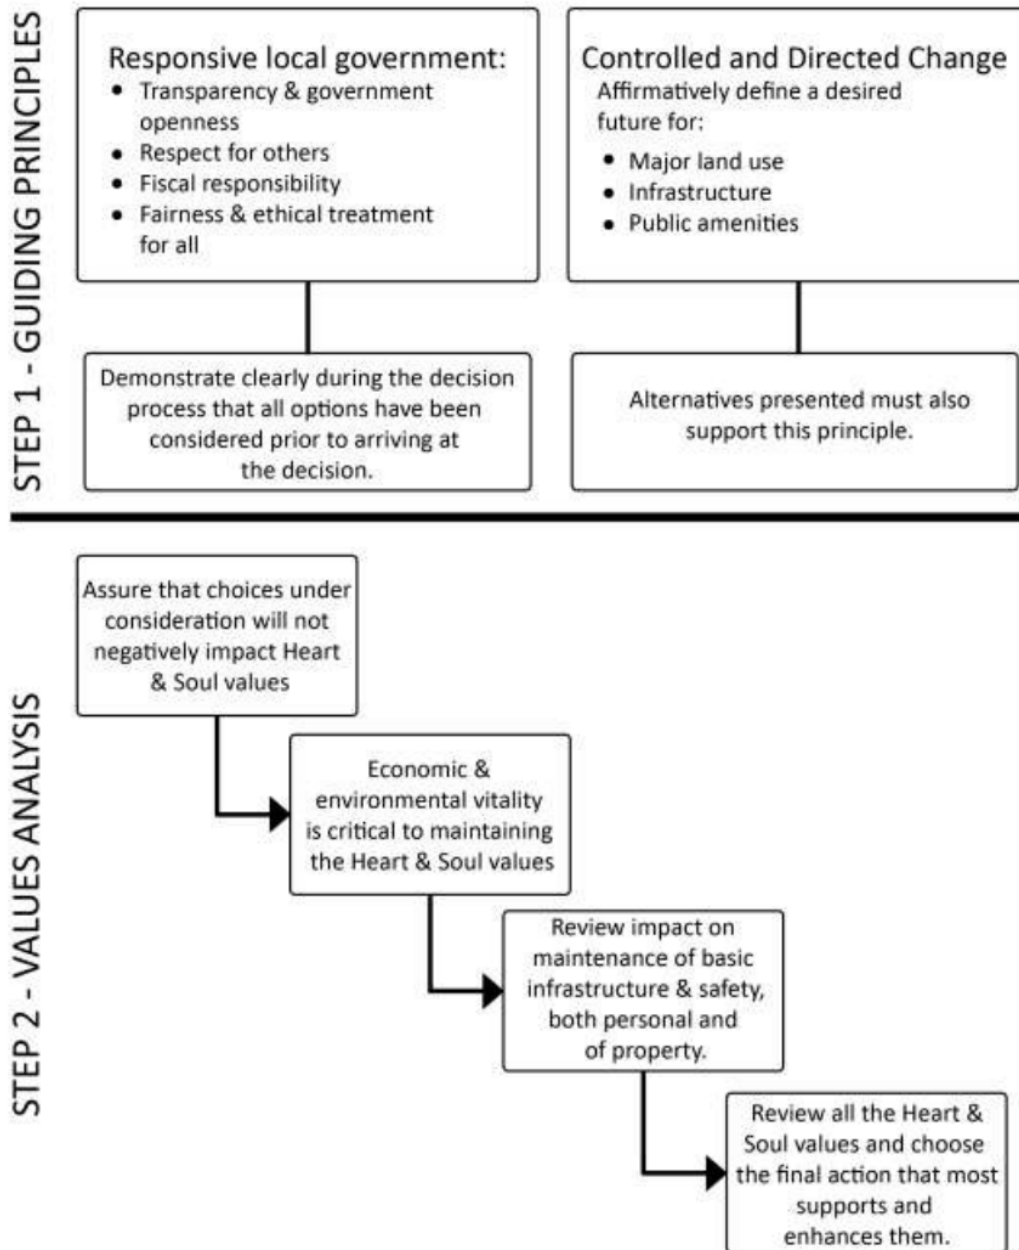 STEP 1 - GUIDING PRINCIPLES
Responsive local government:
• Transparency & government
openness
• Respect for others
• Fiscal responsibility
• Fairness & ethical treatment
for all
Controlled and Directed Change
Affirmatively define a desired
future for:
• Major land use
• Infrastructure
• Public amenities
Demonstrate clearly during the decision
process that all options have been
considered prior to arriving at
the decision.
Alternatives presented must also
support this principle.
STEP 2 - VALUES ANALYSIS
Assure that choices under
consideration will not
negatively impact Heart
& Soul values
Economic &
environmental vitality
is critical to maintaining
the Heart & Soul values
Review impact on
maintenance of basic
infrastructure & safety,
both personal and
of property.
Review all the Heart &
Soul values and choose
the final action that most
supports and
enhances them.